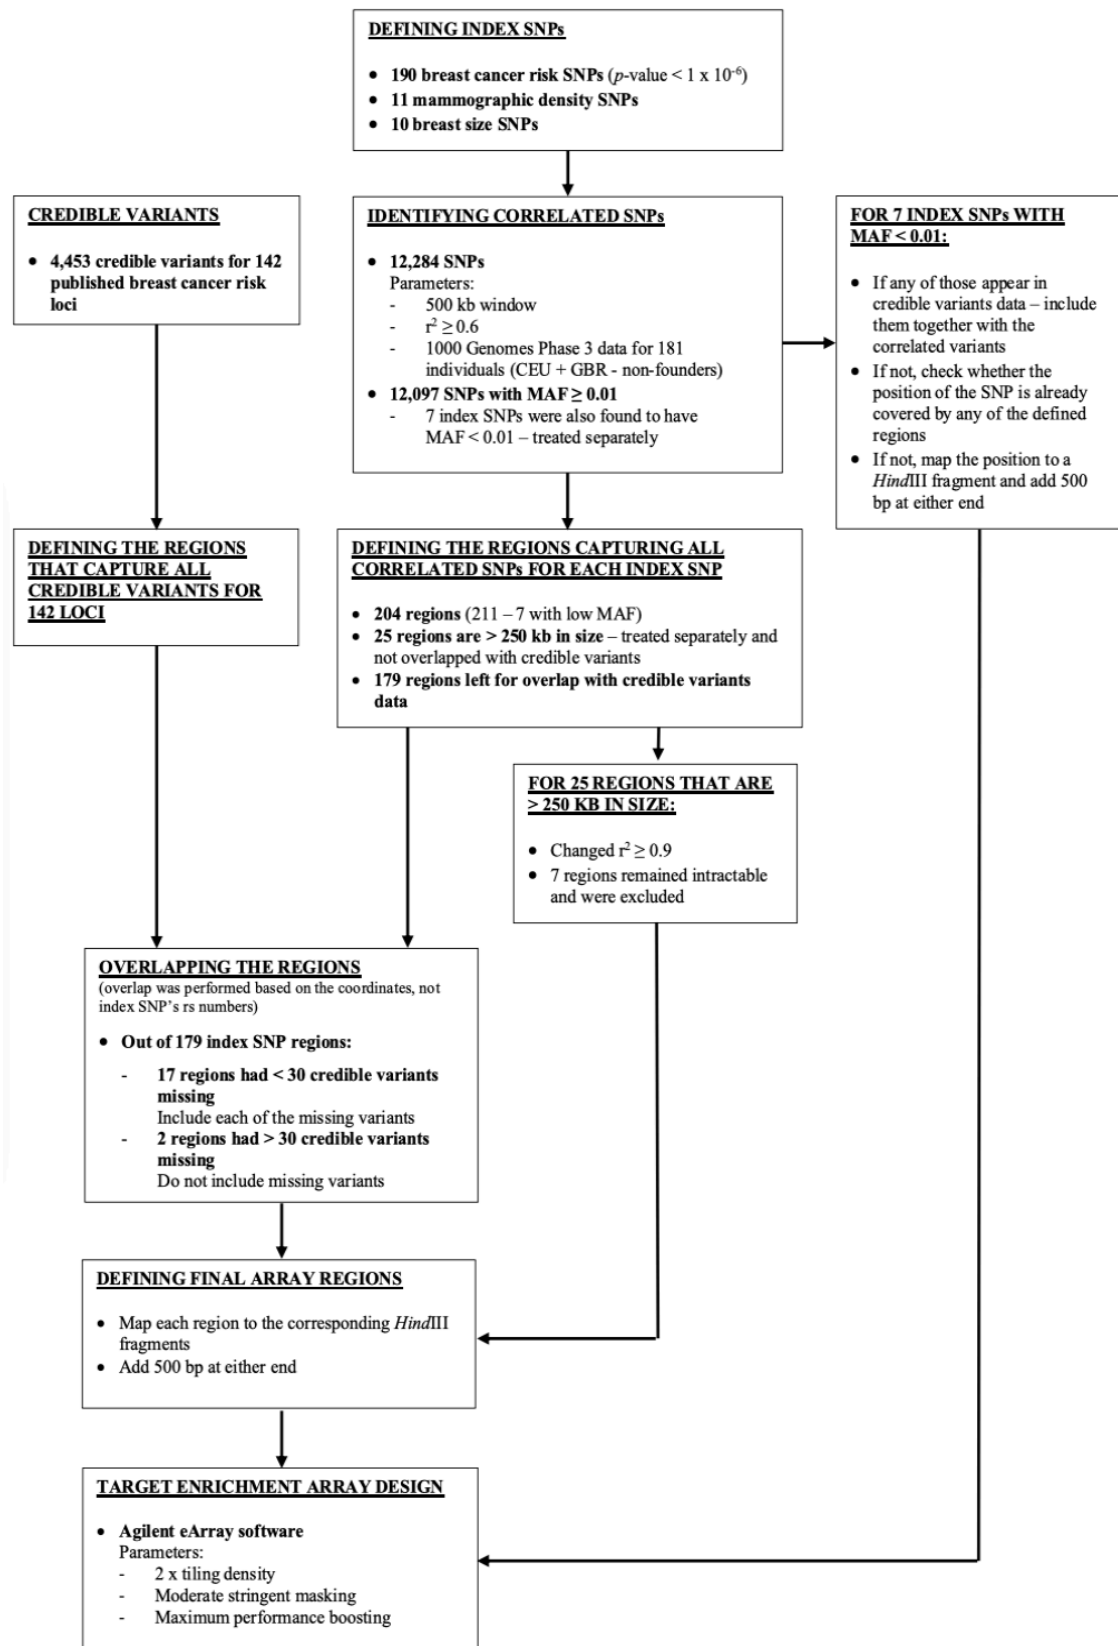 DEFINING INDEX SNPs
• 190 breast cancer risk SNPs (p-value < 1 x 10⁻⁶)
• 11 mammographic density SNPs
• 10 breast size SNPs
CREDIBLE VARIANTS
• 4,453 credible variants for 142
published breast cancer risk
loci
IDENTIFYING CORRELATED SNPs
• 12,284 SNPs
Parameters:
- 500 kb window
- r² ≥ 0.6
- 1000 Genomes Phase 3 data for 181
individuals (CEU + GBR - non-founders)
• 12,097 SNPs with MAF ≥ 0.01
- 7 index SNPs were also found to have
MAF < 0.01 – treated separately
FOR 7 INDEX SNPs WITH
MAF < 0.01:
• If any of those appear in
credible variants data – include
them together with the
correlated variants
• If not, check whether the
position of the SNP is already
covered by any of the defined
regions
• If not, map the position to a
HindIII fragment and add 500
bp at either end
DEFINING THE REGIONS
THAT CAPTURE ALL
CREDIBLE VARIANTS FOR
142 LOCI
DEFINING THE REGIONS CAPTURING ALL
CORRELATED SNPs FOR EACH INDEX SNP
• 204 regions (211 – 7 with low MAF)
• 25 regions are > 250 kb in size – treated separately and
not overlapped with credible variants
• 179 regions left for overlap with credible variants
data
FOR 25 REGIONS THAT ARE
> 250 KB IN SIZE:
• Changed r² ≥ 0.9
• 7 regions remained intractable
and were excluded
OVERLAPPING THE REGIONS
(overlap was performed based on the coordinates, not
index SNP's rs numbers)
• Out of 179 index SNP regions:
- 17 regions had < 30 credible variants
missing
Include each of the missing variants
- 2 regions had > 30 credible variants
missing
Do not include missing variants
DEFINING FINAL ARRAY REGIONS
• Map each region to the corresponding HindIII
fragments
• Add 500 bp at either end
TARGET ENRICHMENT ARRAY DESIGN
• Agilent eArray software
Parameters:
- 2 x tiling density
- Moderate stringent masking
- Maximum performance boosting